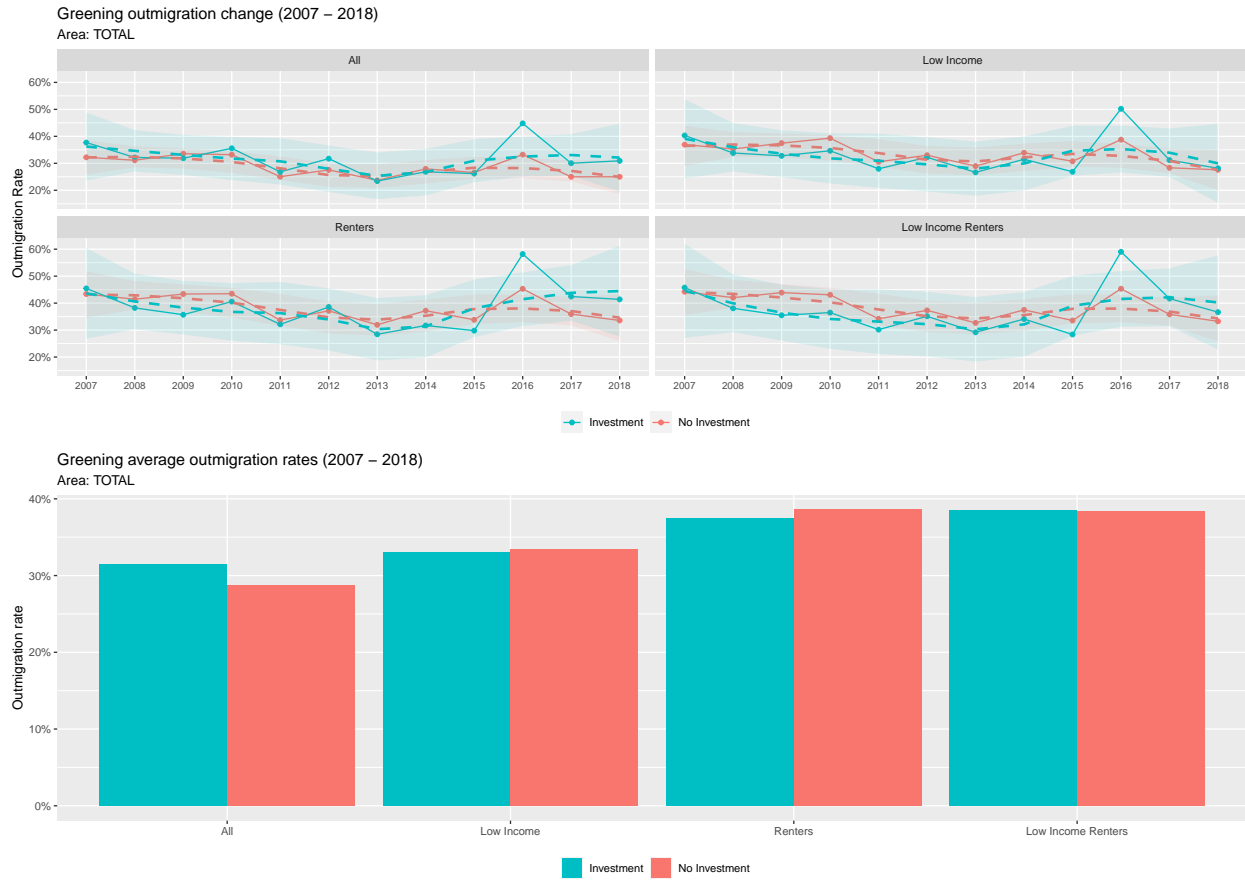 Greening outmigration change (2007 − 2018)
Area: TOTAL
All
Low Income
60%
50%
40%
30%
20%
Renters
Low Income Renters
60%
50%
40%
30%
20%
Outmigration Rate
2007 2008 2009 2010 2011 2012 2013 2014 2015 2016 2017 2018
2007 2008 2009 2010 2011 2012 2013 2014 2015 2016 2017 2018
Investment No Investment
Greening average outmigration rates (2007 − 2018)
Area: TOTAL
40%
30%
20%
10%
0%
Outmigration rate
All Low Income Renters Low Income Renters
Investment No Investment